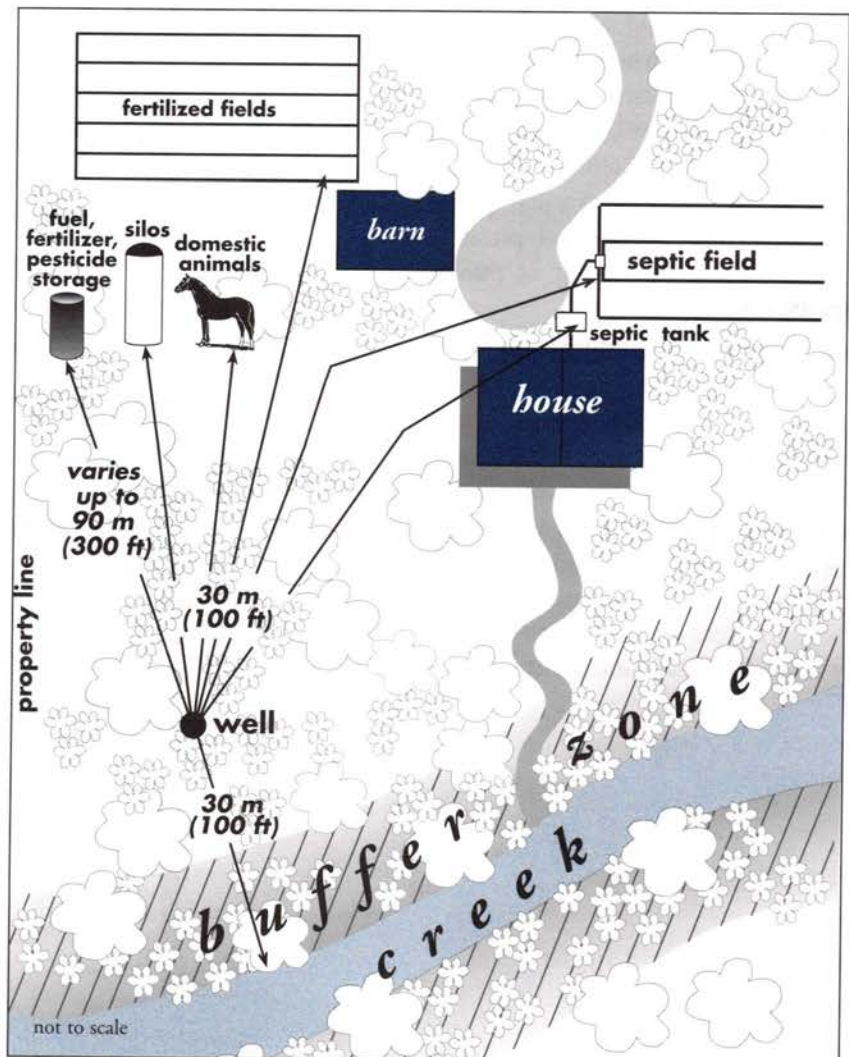 fertilized fields
fuel,
fertilizer,
pesticide
storage
silos
domestic
animals
barn
septic field
septic tank
house
varies
up to
90 m
(300 ft)
30 m
(100 ft)
property line
well
30 m
(100 ft)
buffer zone
creek
not to scale